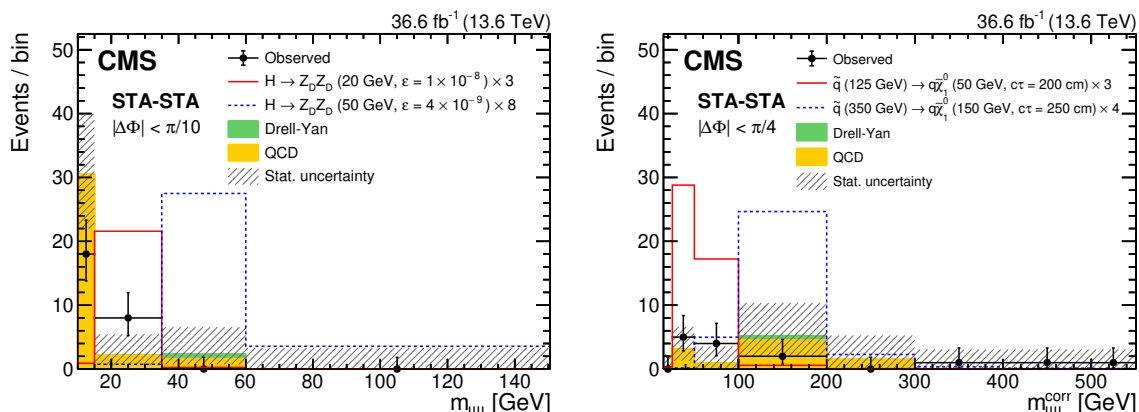 36.6 fb⁻¹ (13.6 TeV)
CMS
STA-STA
|ΔΦ| < π/10
Observed
H → Z_D Z_D (20 GeV, ε = 1 × 10⁻⁸) × 3
H → Z_D Z_D (50 GeV, ε = 4 × 10⁻⁹) × 8
Drell-Yan
QCD
Stat. uncertainty
Events / bin
50
40
30
20
10
0
20 40 60 80 100 120 140
m_μμ [GeV]
36.6 fb⁻¹ (13.6 TeV)
CMS
STA-STA
|ΔΦ| < π/4
Observed
q̃ (125 GeV) → qχ̃₁⁰ (50 GeV, cτ = 200 cm) × 3
q̃ (350 GeV) → qχ̃₁⁰ (150 GeV, cτ = 250 cm) × 4
Drell-Yan
QCD
Stat. uncertainty
Events / bin
50
40
30
20
10
0
100 200 300 400 500
m_μμ^corr [GeV]